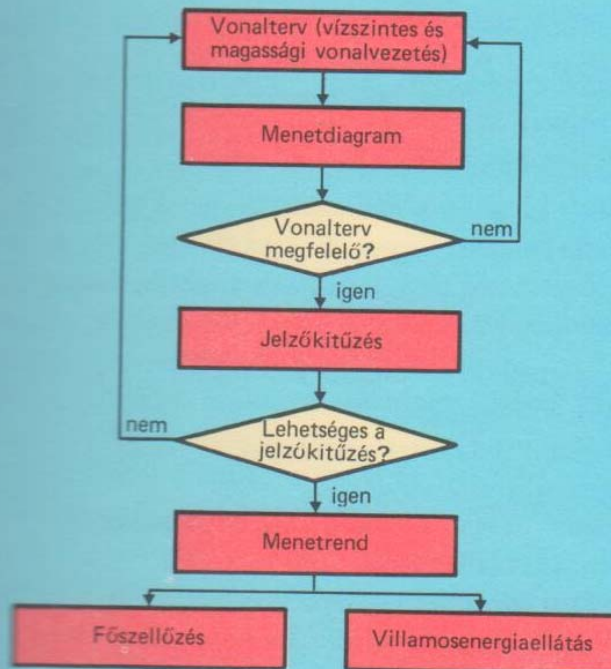 Vonalterv (vízszintes és
magassági vonalvezetés)
Menetdiagram
Vonalterv
megfelelő?
nem
igen
Jelzőkitűzés
nem
Lehetséges a
jelzőkitűzés?
igen
Menetrend
Főszellőzés
Villamosenergiaellátás